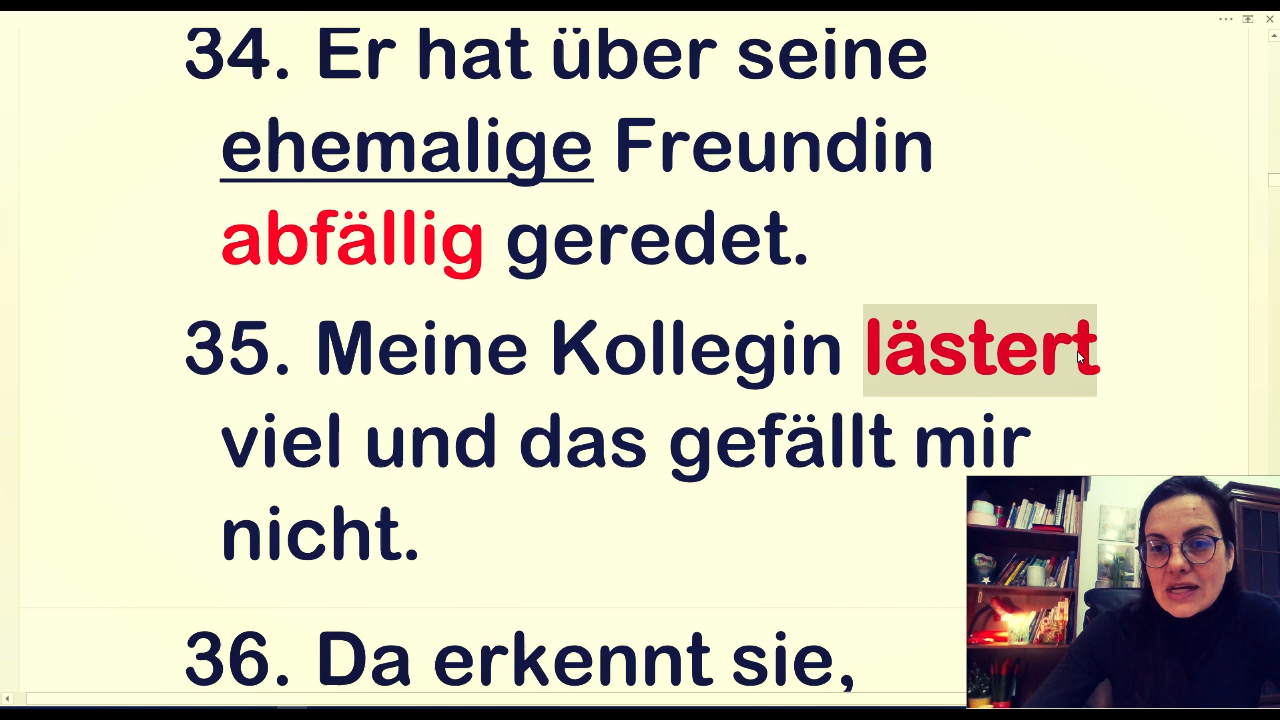 34. Er hat über seine
ehemalige Freundin
abfällig geredet.
35. Meine Kollegin lästert
viel und das gefällt mir
nicht.
36. Da erkennt sie,